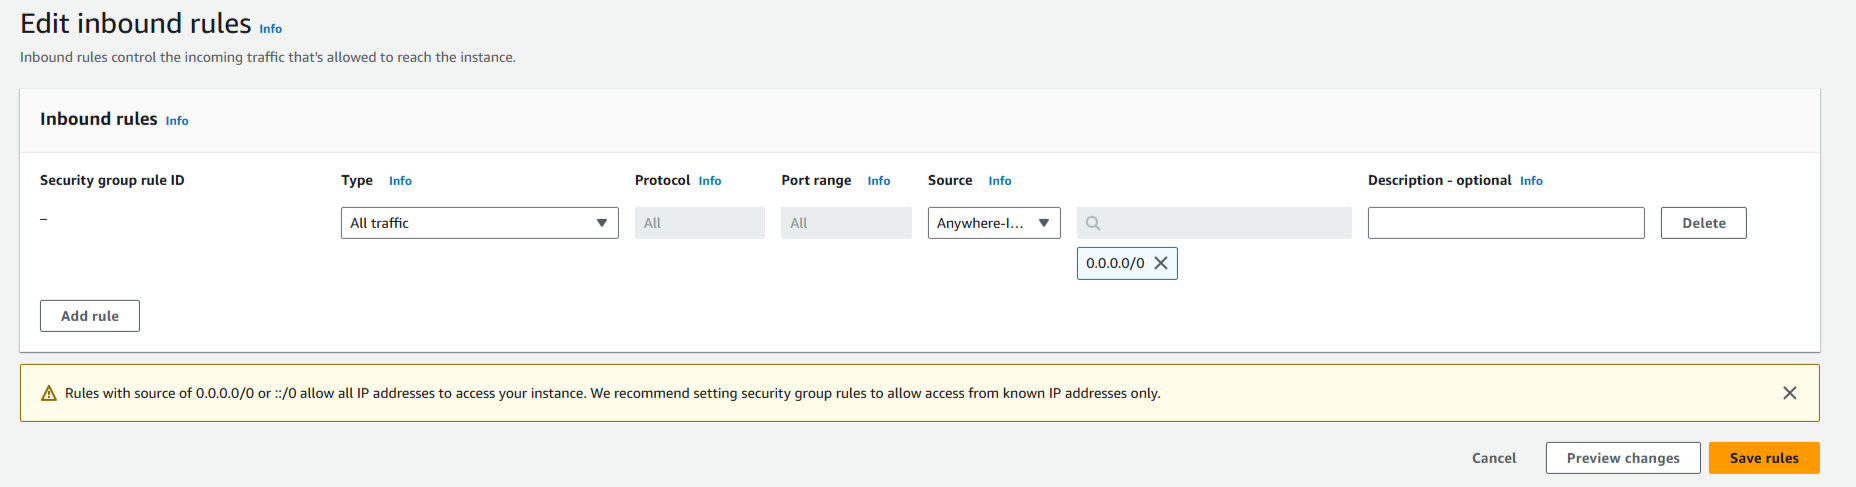 Edit inbound rules Info
Inbound rules control the incoming traffic that's allowed to reach the instance.
Inbound rules Info
Security group rule ID Type Info Protocol Info Port range Info Source Info Description - optional Info
– All traffic All All Anywhere-I... Delete
0.0.0.0/0
Add rule
Rules with source of 0.0.0.0/0 or ::/0 allow all IP addresses to access your instance. We recommend setting security group rules to allow access from known IP addresses only.
Cancel Preview changes Save rules